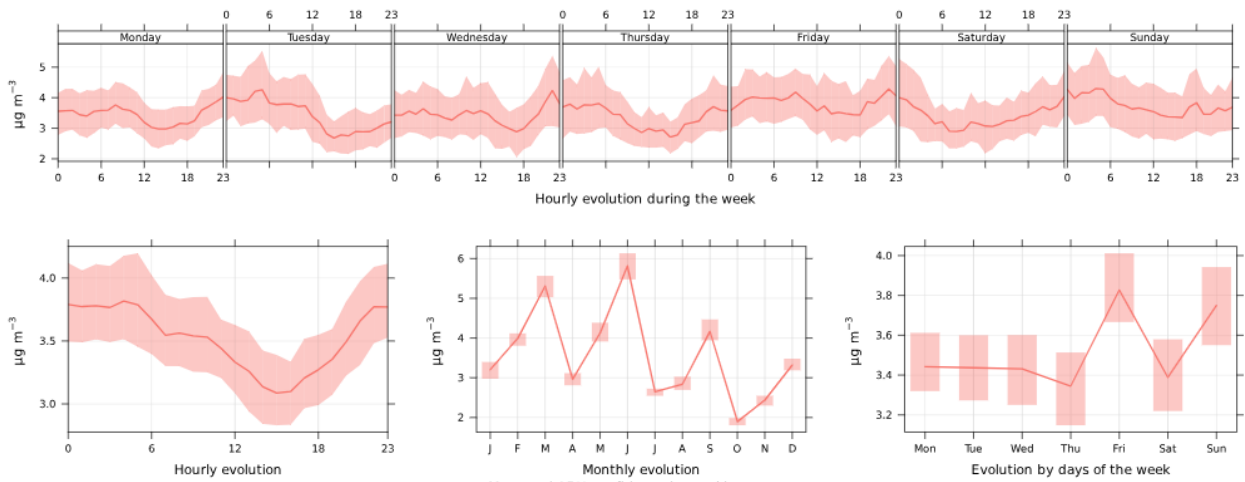 0 6 12 18 23 0 6 12 18 23 0 6 12 18 23
Monday Tuesday Wednesday Thursday Friday Saturday Sunday
5
4
3
2
µg m⁻³
0 6 12 18 23 0 6 12 18 23 0 6 12 18 23 0 6 12 18 23
Hourly evolution during the week
4.0
3.5
3.0
µg m⁻³
0 6 12 18 23
Hourly evolution
6
5
4
3
2
µg m⁻³
J F M A M J J A S O N D
Monthly evolution
4.0
3.8
3.6
3.4
3.2
µg m⁻³
Mon Tue Wed Thu Fri Sat Sun
Evolution by days of the week